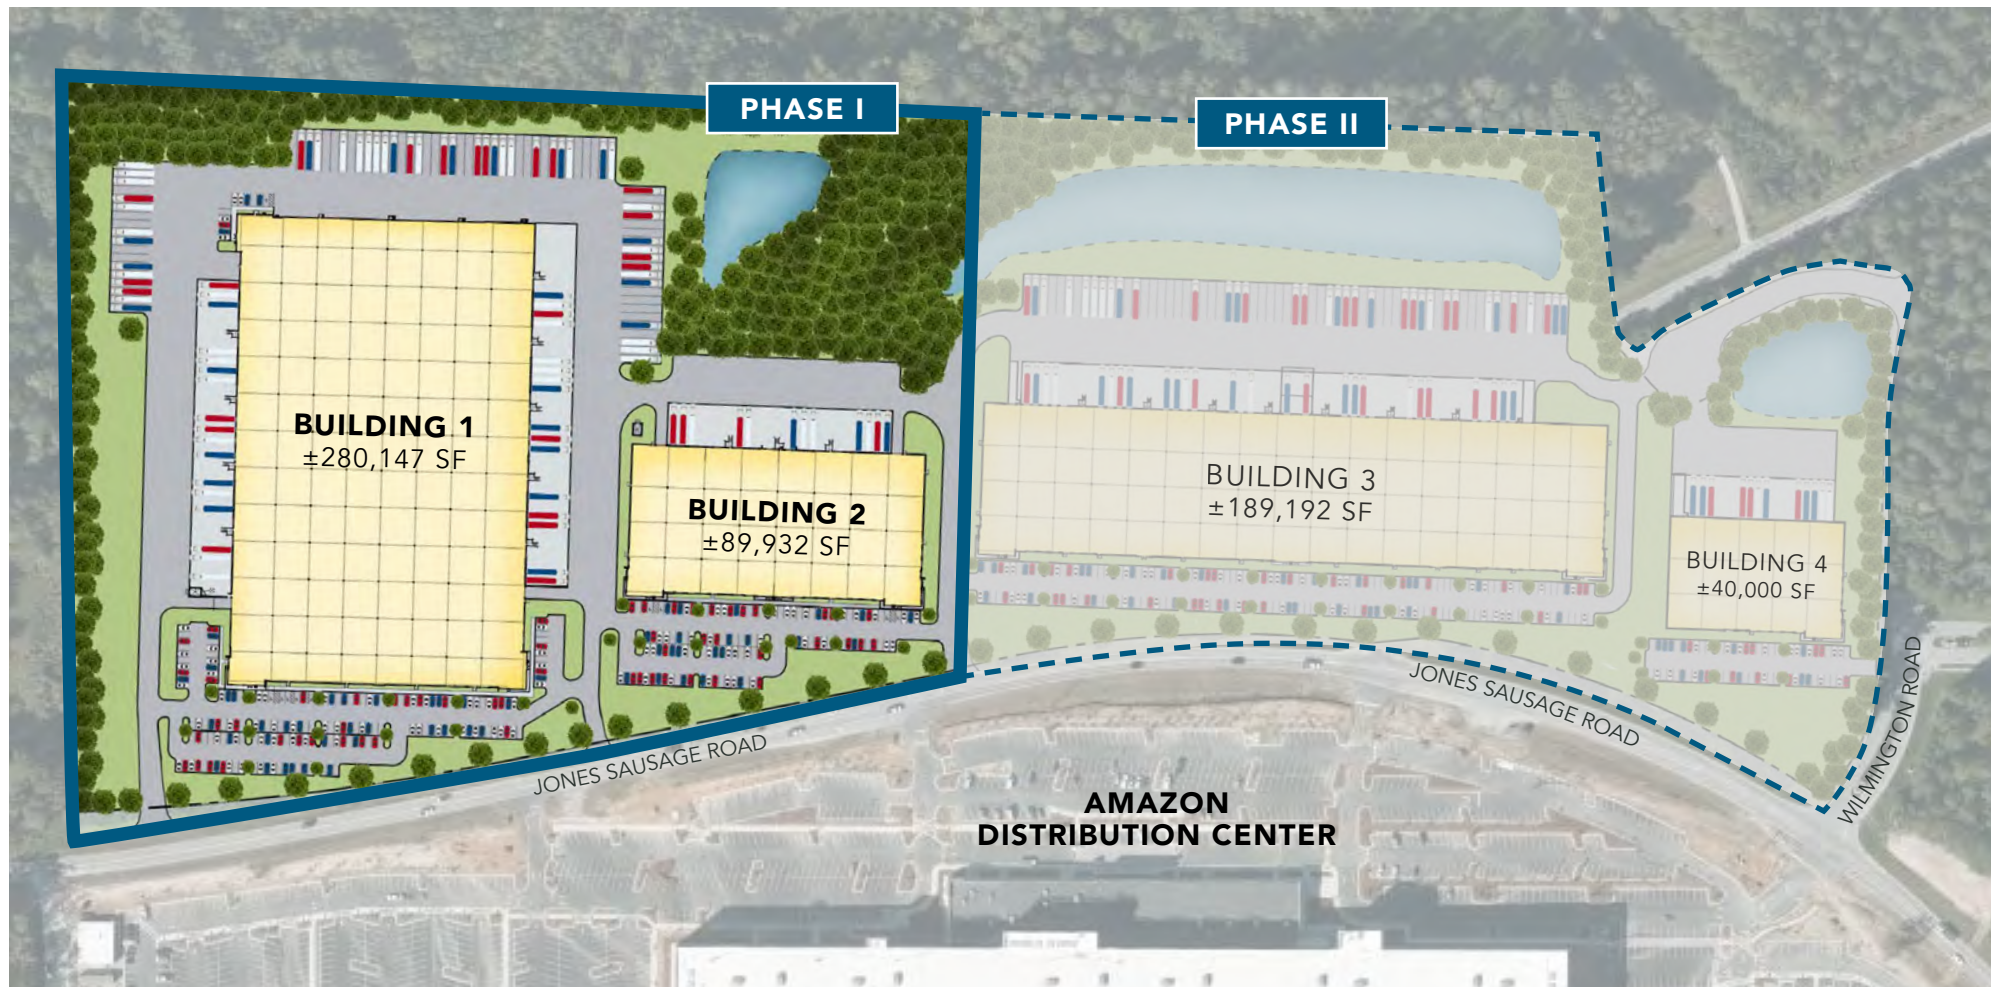 PHASE I
PHASE II
BUILDING 1
±280,147 SF
BUILDING 2
±89,932 SF
BUILDING 3
±189,192 SF
BUILDING 4
±40,000 SF
JONES SAUSAGE ROAD
JONES SAUSAGE ROAD
WILMINGTON ROAD
AMAZON
DISTRIBUTION CENTER